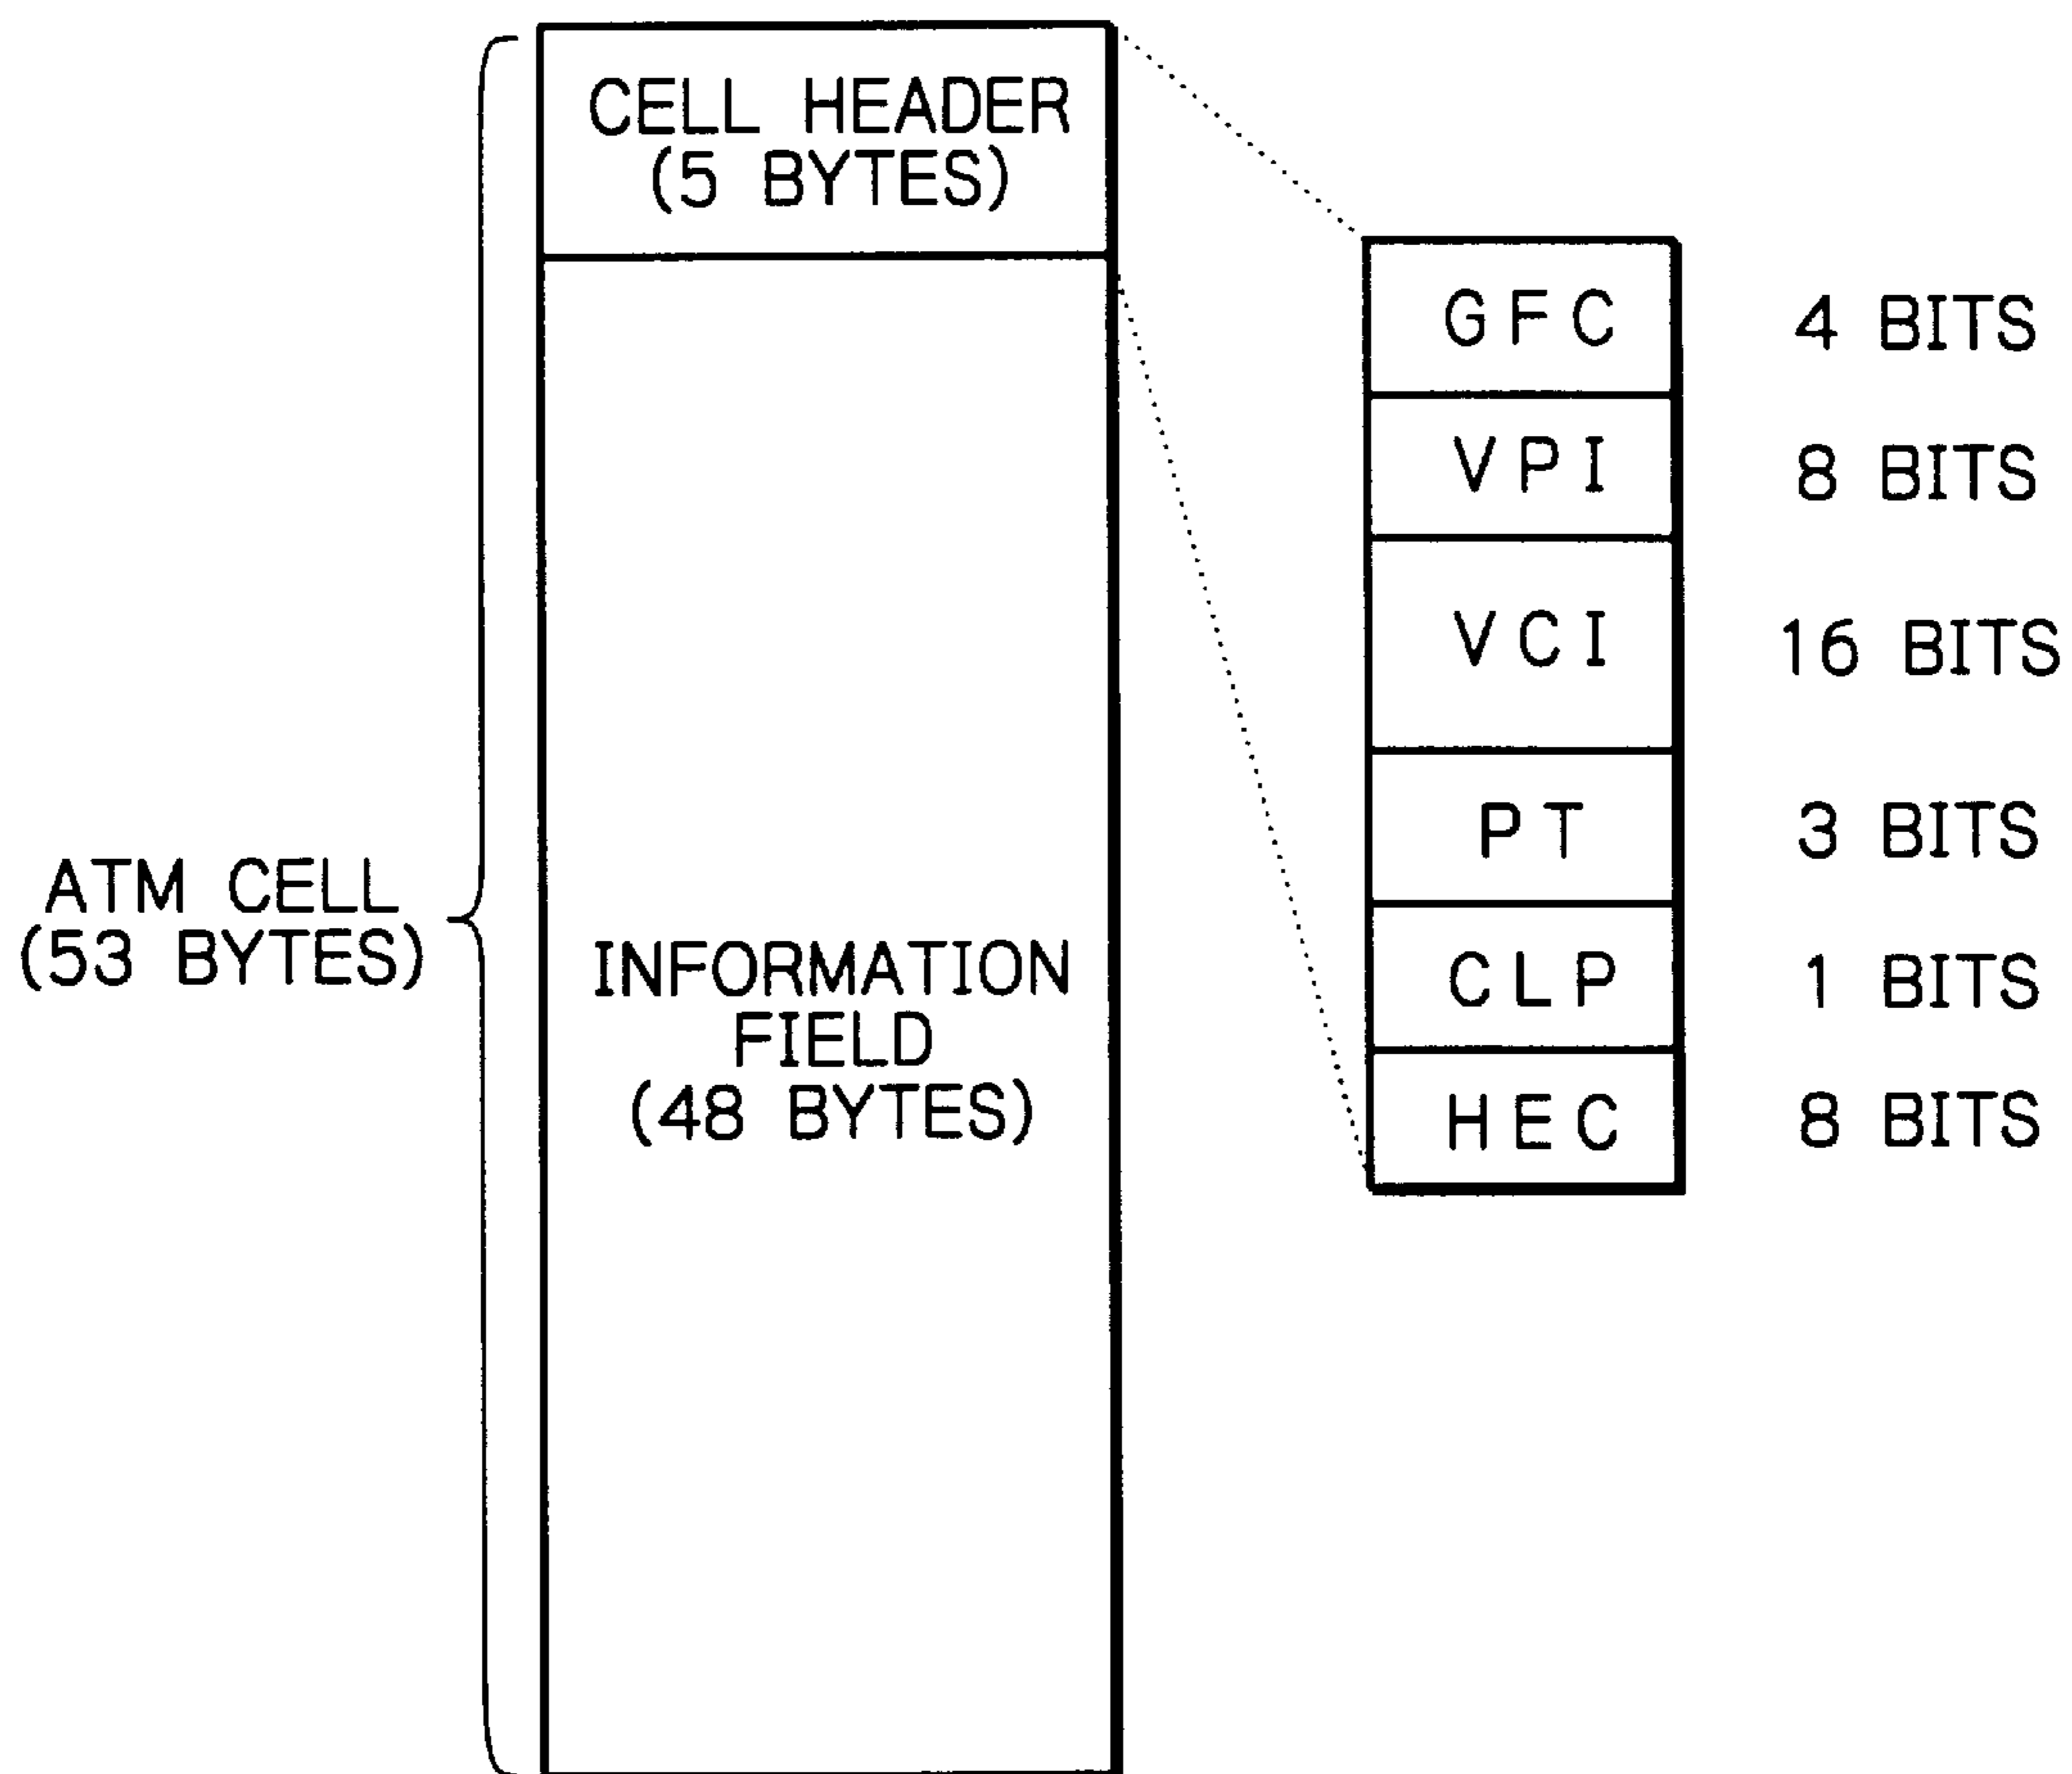 CELL HEADER
(5 BYTES)
ATM CELL
(53 BYTES)
INFORMATION
FIELD
(48 BYTES)
GFC 4 BITS
VPI 8 BITS
VCI 16 BITS
PT 3 BITS
CLP 1 BITS
HEC 8 BITS